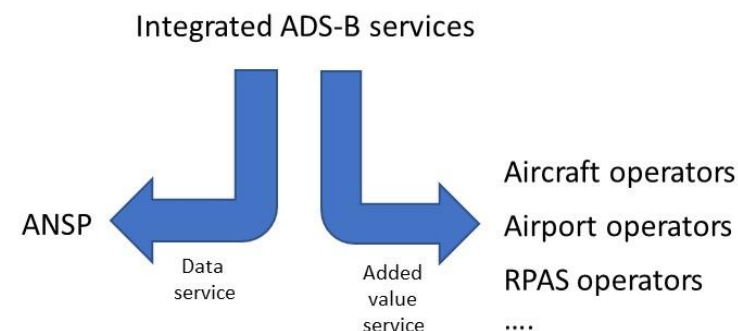 Integrated ADS-B services
ANSP
Data
service
Added
value
service
Aircraft operators
Airport operators
RPAS operators
....